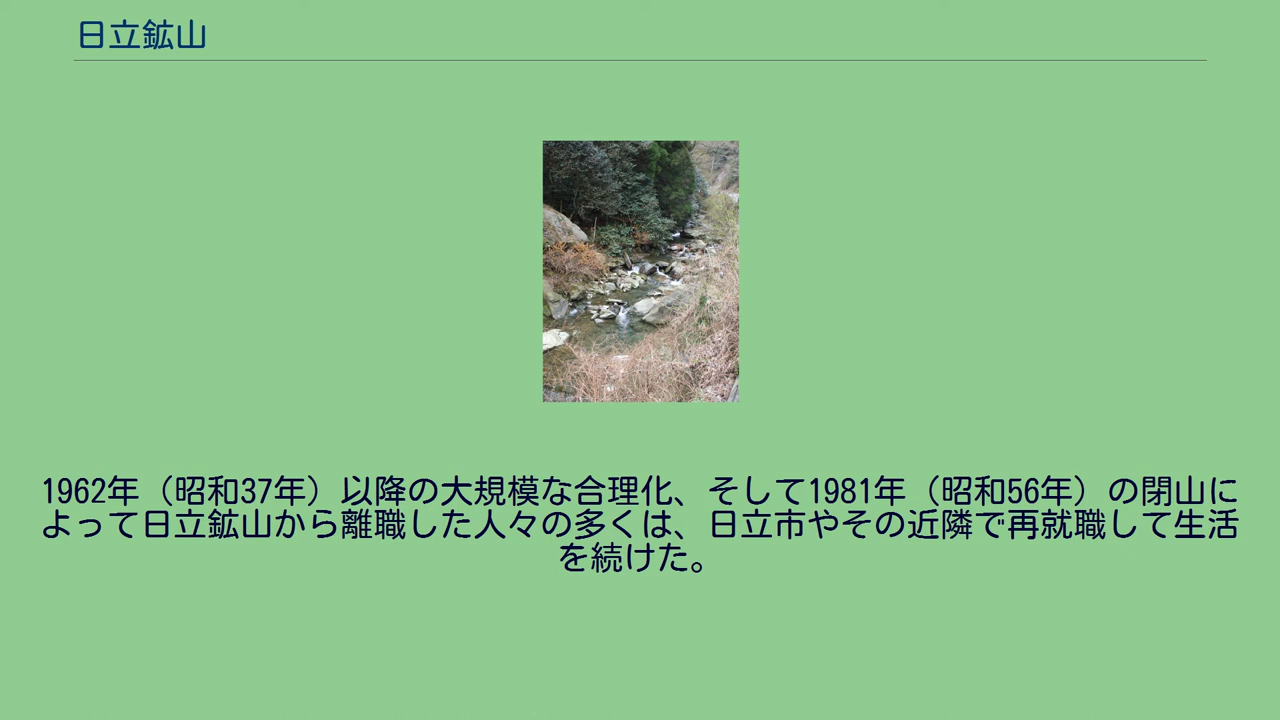 日立鉱山
1962年（昭和37年）以降の大規模な合理化、そして1981年（昭和56年）の閉山に
よって日立鉱山から離職した人々の多くは、日立市やその近隣で再就職して生活
を続けた。